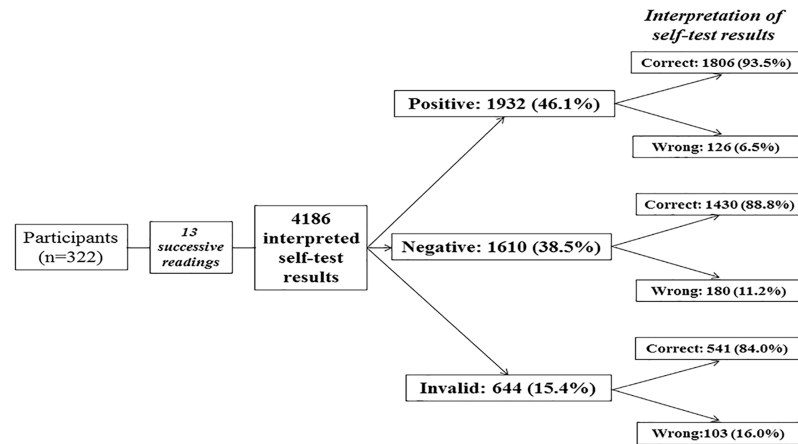 Interpretation of
self-test results
Correct: 1806 (93.5%)
Positive: 1932 (46.1%)
Wrong: 126 (6.5%)
Correct: 1430 (88.8%)
Participants
(n=322)
13
successive
readings
4186
interpreted
self-test
results
Negative: 1610 (38.5%)
Wrong: 180 (11.2%)
Correct: 541 (84.0%)
Invalid: 644 (15.4%)
Wrong:103 (16.0%)